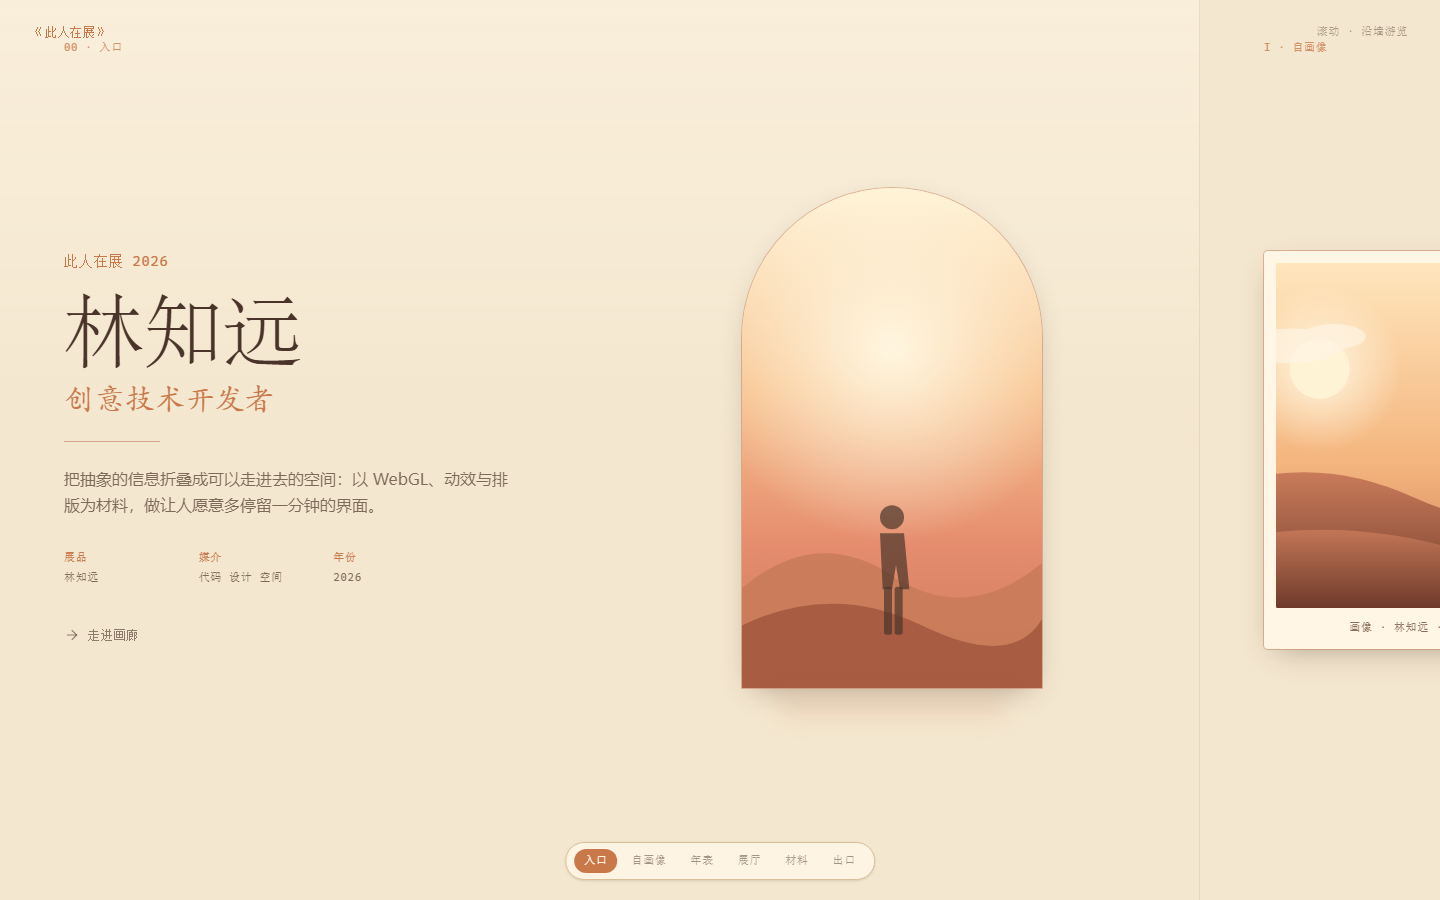 《此人在展》
00 · 入口
滚动 · 沿墙游览
I · 自画像
此人在展 2026
林知远
创意技术开发者
把抽象的信息折叠成可以走进去的空间：以 WebGL、动效与排
版为材料，做让人愿意多停留一分钟的界面。
展品 媒介 年份
林知远 代码 设计 空间 2026
→ 走进画廊
画像 · 林知远 ·
入口 自画像 年表 展厅 材料 出口